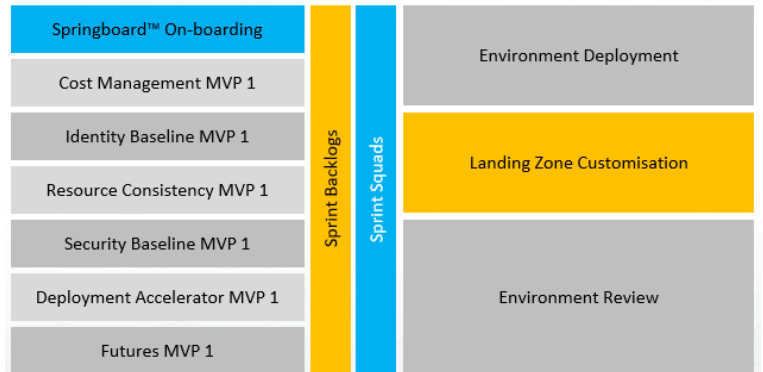 Springboard™ On-boarding
Cost Management MVP 1
Identity Baseline MVP 1
Resource Consistency MVP 1
Security Baseline MVP 1
Deployment Accelerator MVP 1
Futures MVP 1
Sprint Backlogs
Sprint Squads
Environment Deployment
Landing Zone Customisation
Environment Review